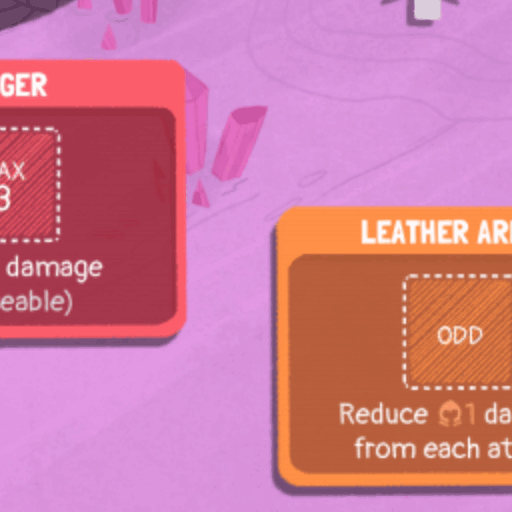 GER
AX
3
damage
eable)
LEATHER AR
ODD
Reduce 1 da
from each at